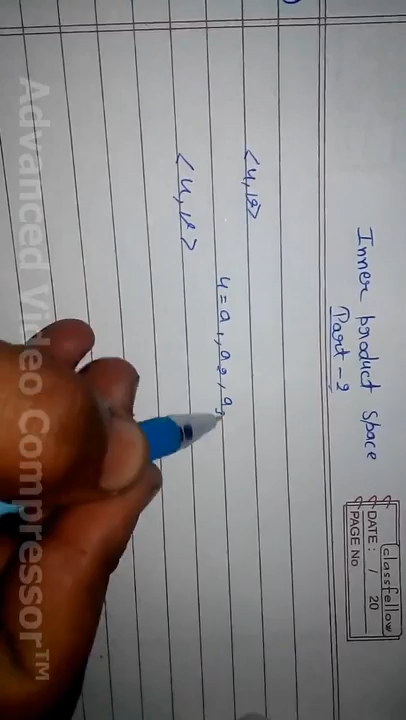 Inner product Space
Part-2
classfellow
DATE: / 20
PAGE No
<u,v>
u = a₁, a₂, a₃
<u, v>
Advanced Video Compressor™